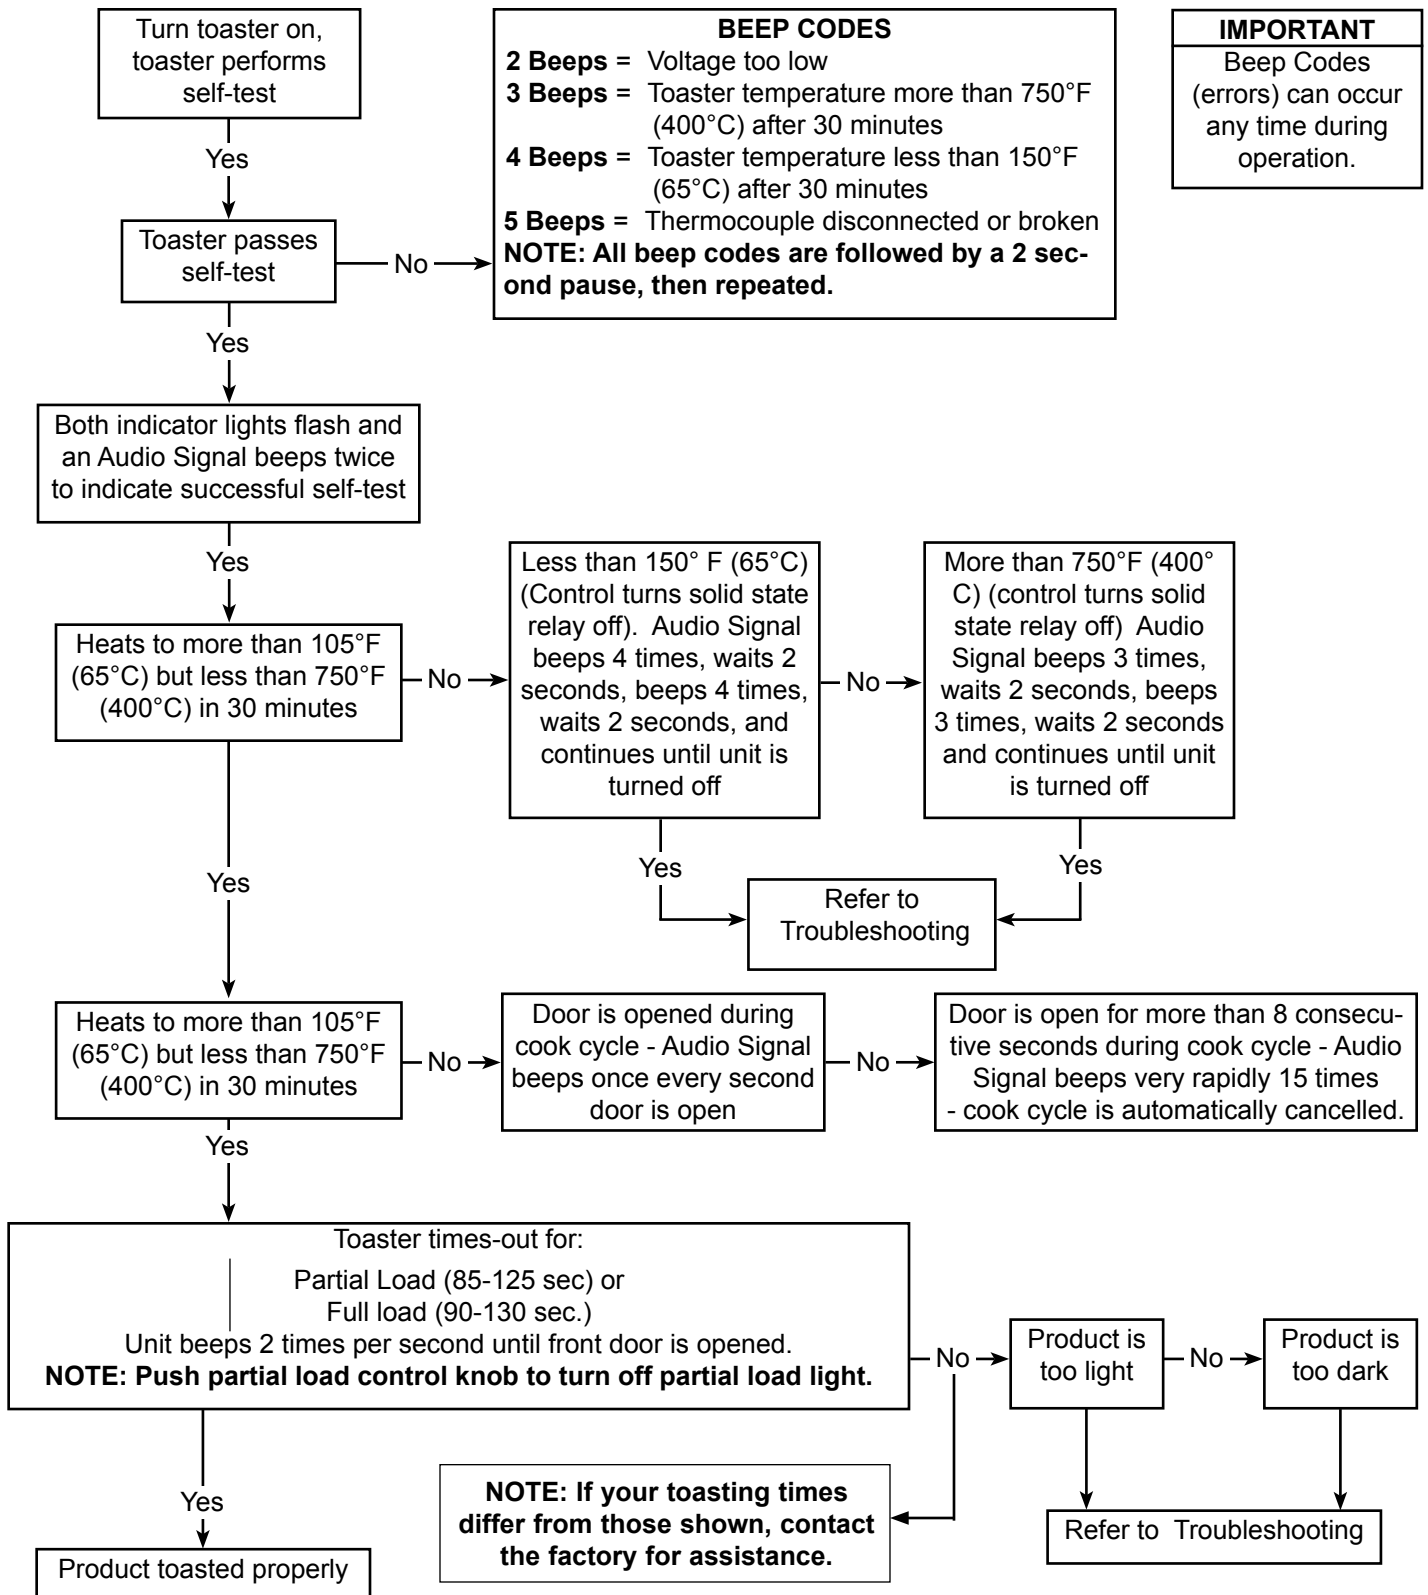 Turn toaster on,
toaster performs
self-test
Yes
Toaster passes
self-test
No
BEEP CODES
2 Beeps = Voltage too low
3 Beeps = Toaster temperature more than 750°F
(400°C) after 30 minutes
4 Beeps = Toaster temperature less than 150°F
(65°C) after 30 minutes
5 Beeps = Thermocouple disconnected or broken
NOTE: All beep codes are followed by a 2 sec-
ond pause, then repeated.
IMPORTANT
Beep Codes
(errors) can occur
any time during
operation.
Yes
Both indicator lights flash and
an Audio Signal beeps twice
to indicate successful self-test
Yes
Heats to more than 105°F
(65°C) but less than 750°F
(400°C) in 30 minutes
No
Less than 150° F (65°C)
(Control turns solid state
relay off). Audio Signal
beeps 4 times, waits 2
seconds, beeps 4 times,
waits 2 seconds, and
continues until unit is
turned off
No
More than 750°F (400°
C) (control turns solid
state relay off) Audio
Signal beeps 3 times,
waits 2 seconds, beeps
3 times, waits 2 seconds
and continues until unit
is turned off
Yes
Yes
Refer to
Troubleshooting
Yes
Heats to more than 105°F
(65°C) but less than 750°F
(400°C) in 30 minutes
No
Door is opened during
cook cycle - Audio Signal
beeps once every second
door is open
No
Door is open for more than 8 consecu-
tive seconds during cook cycle - Audio
Signal beeps very rapidly 15 times
- cook cycle is automatically cancelled.
Yes
Toaster times-out for:
Partial Load (85-125 sec) or
Full load (90-130 sec.)
Unit beeps 2 times per second until front door is opened.
NOTE: Push partial load control knob to turn off partial load light.
No
Product is
too light
No
Product is
too dark
NOTE: If your toasting times
differ from those shown, contact
the factory for assistance.
Refer to Troubleshooting
Yes
Product toasted properly